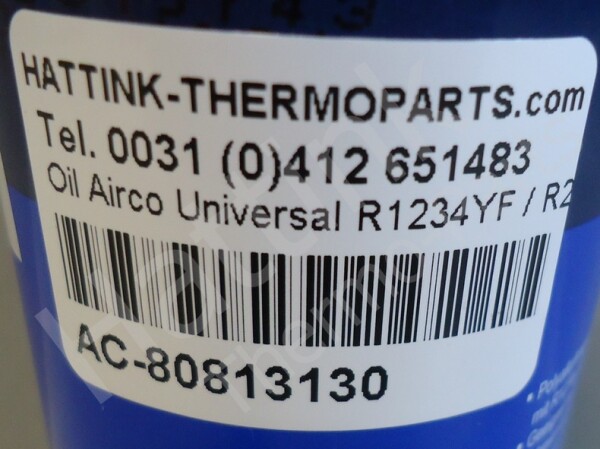 HATTINK-THERMOPARTS.com
Tel. 0031 (0)412 651483
Oil Airco Universal R1234YF / R2
AC-80813130